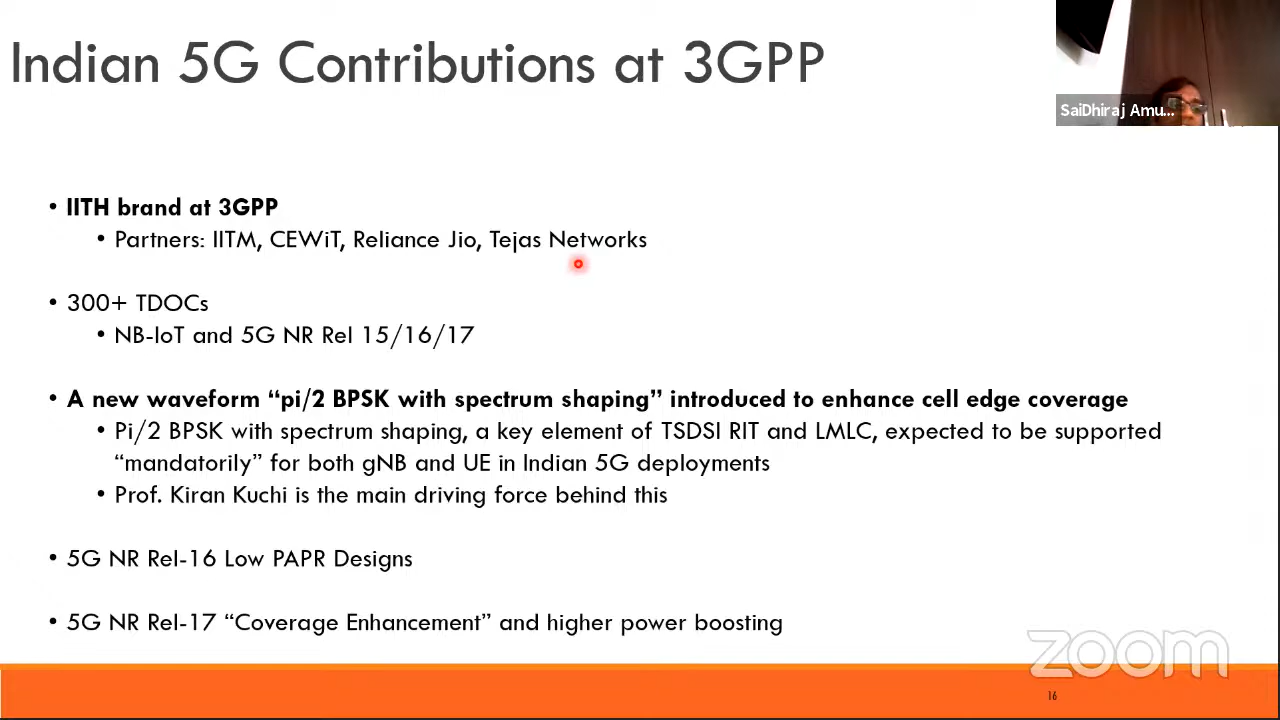 Indian 5G Contributions at 3GPP
SaiDhiraj Amu...
• IITH brand at 3GPP
• Partners: IITM, CEWiT, Reliance Jio, Tejas Networks
• 300+ TDOCs
• NB-IoT and 5G NR Rel 15/16/17
• A new waveform “pi/2 BPSK with spectrum shaping” introduced to enhance cell edge coverage
• Pi/2 BPSK with spectrum shaping, a key element of TSDSI RIT and LMLC, expected to be supported
“mandatorily” for both gNB and UE in Indian 5G deployments
• Prof. Kiran Kuchi is the main driving force behind this
• 5G NR Rel-16 Low PAPR Designs
• 5G NR Rel-17 “Coverage Enhancement” and higher power boosting
zoom
16